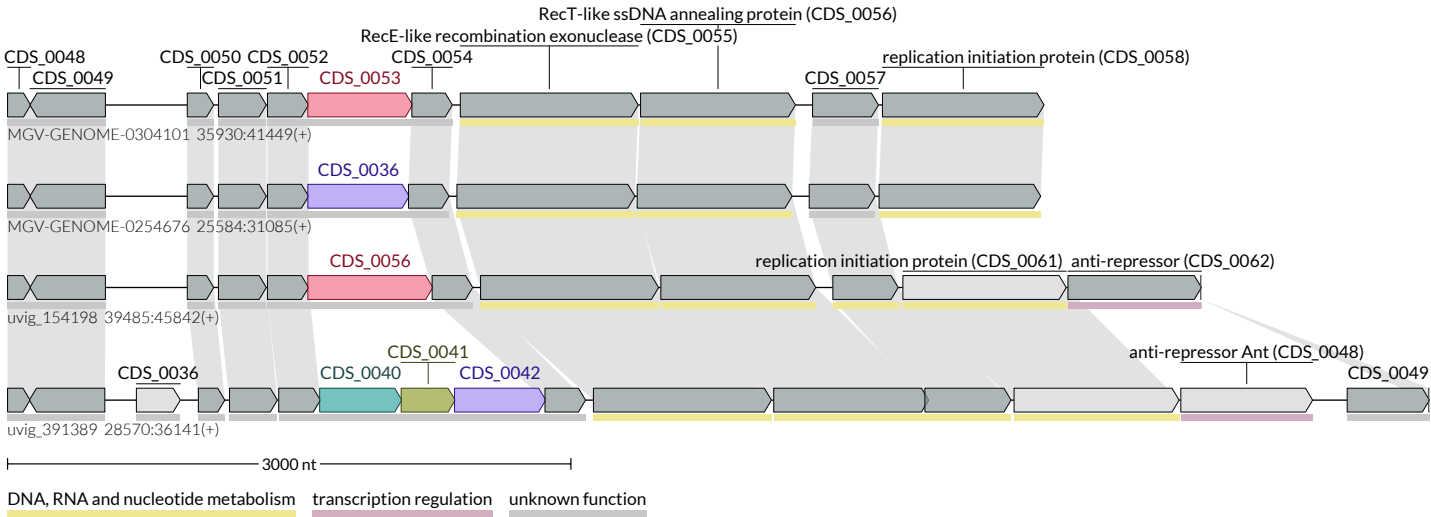 RecT-like ssDNA annealing protein (CDS_0056)
RecE-like recombination exonuclease (CDS_0055)
CDS_0048 CDS_0050 CDS_0052 CDS_0054 replication initiation protein (CDS_0058)
CDS_0049 CDS_0051 CDS_0053 CDS_0057
MGV-GENOME-0304101 35930:41449(+)
CDS_0036
MGV-GENOME-0254676 25584:31085(+)
CDS_0056 replication initiation protein (CDS_0061) anti-repressor (CDS_0062)
uvig_154198 39485:45842(+)
CDS_0041 anti-repressor Ant (CDS_0048)
CDS_0036 CDS_0040 CDS_0042 CDS_0049
uvig_391389 28570:36141(+)
3000 nt
DNA, RNA and nucleotide metabolism transcription regulation unknown function